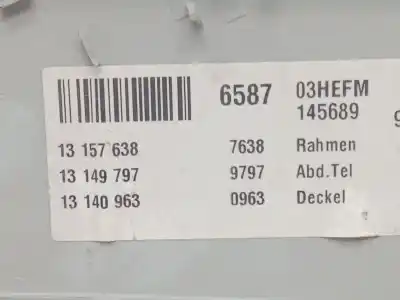 6587 03HEFM
145689
13 157 638 7638 Rahmen
13 149 797 9797 Abd.Tel
13 140 963 0963 Deckel